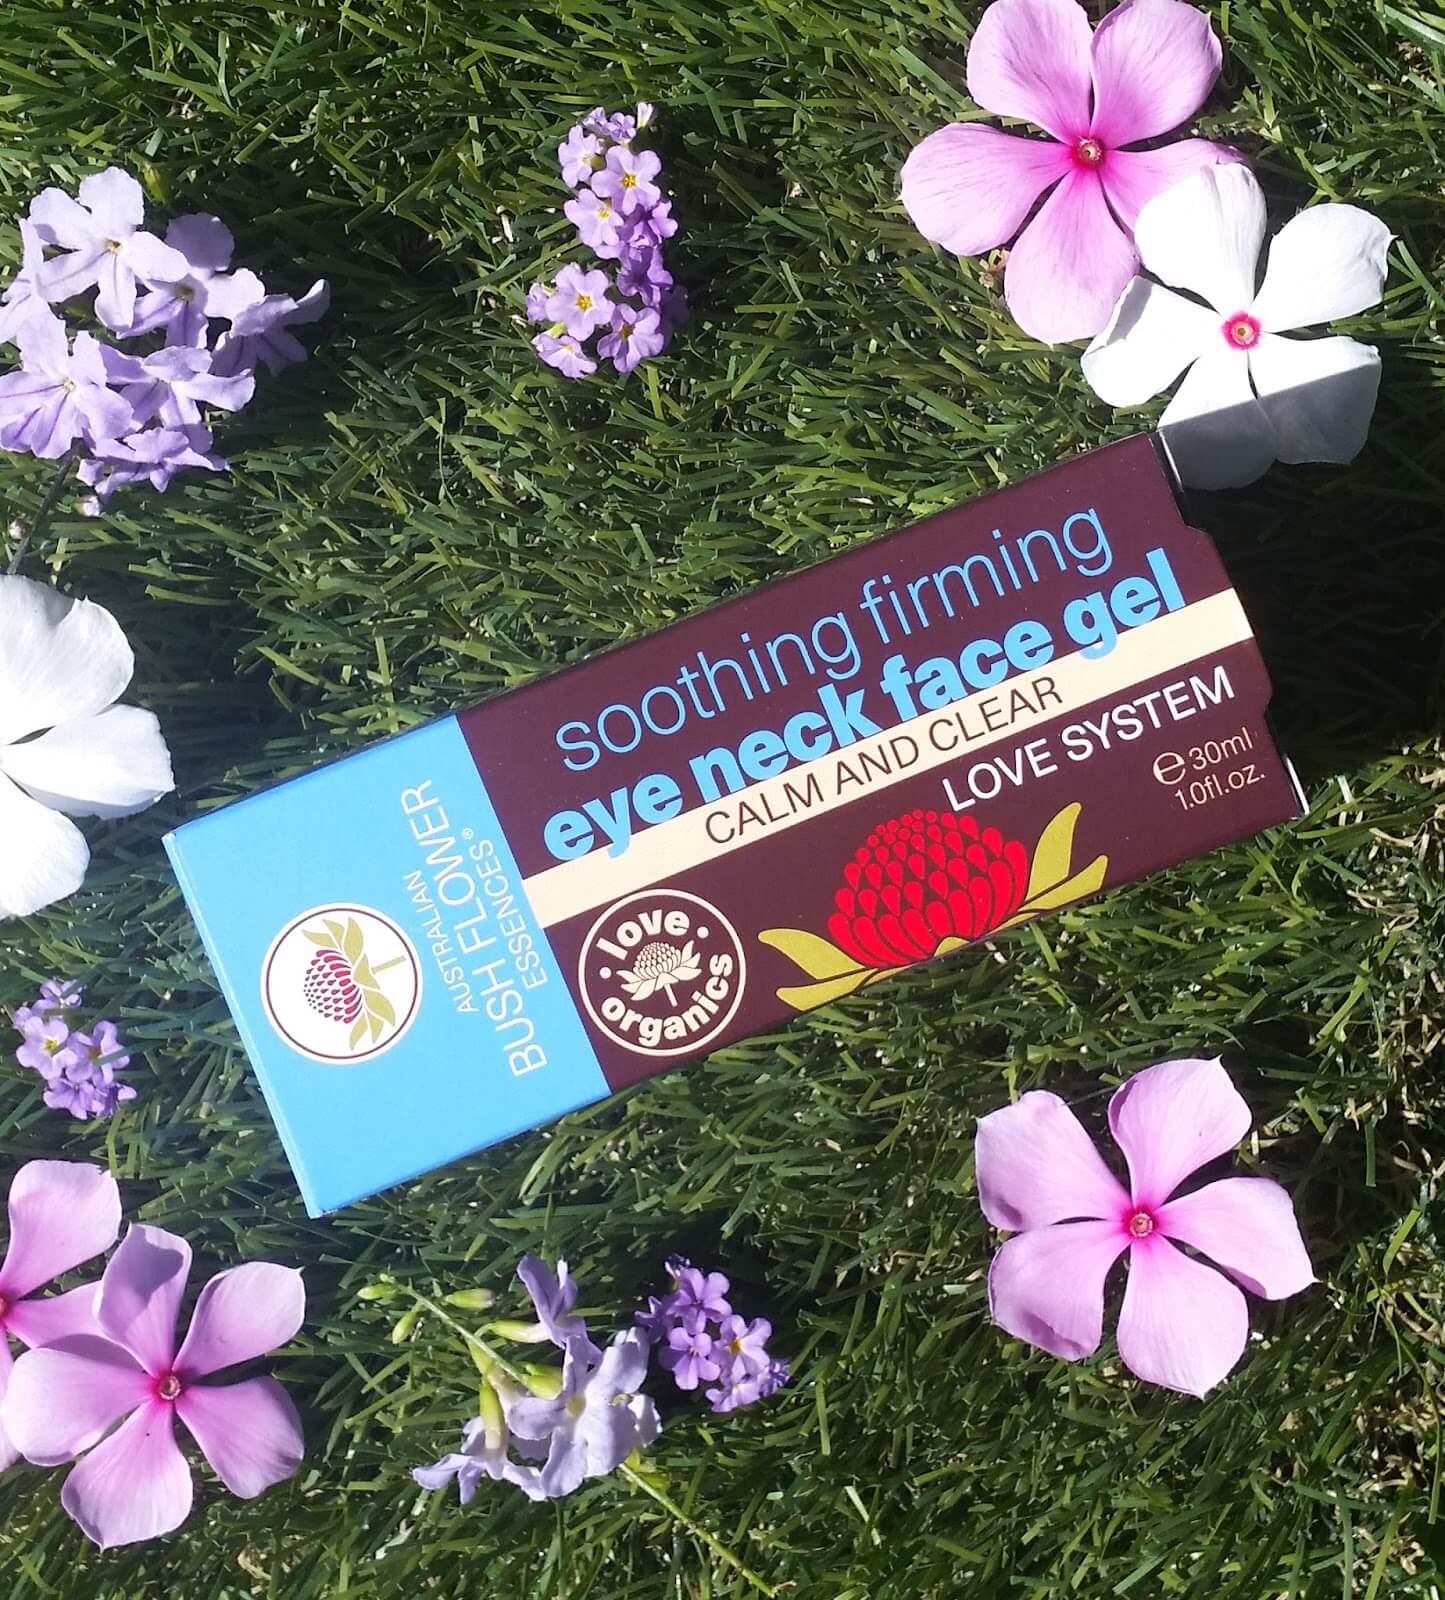 soothing firming
eye neck face gel
CALM AND CLEAR
LOVE SYSTEM
e 30ml
1.0fl.oz.
love
organics
AUSTRALIAN
BUSH FLOWER
ESSENCES®